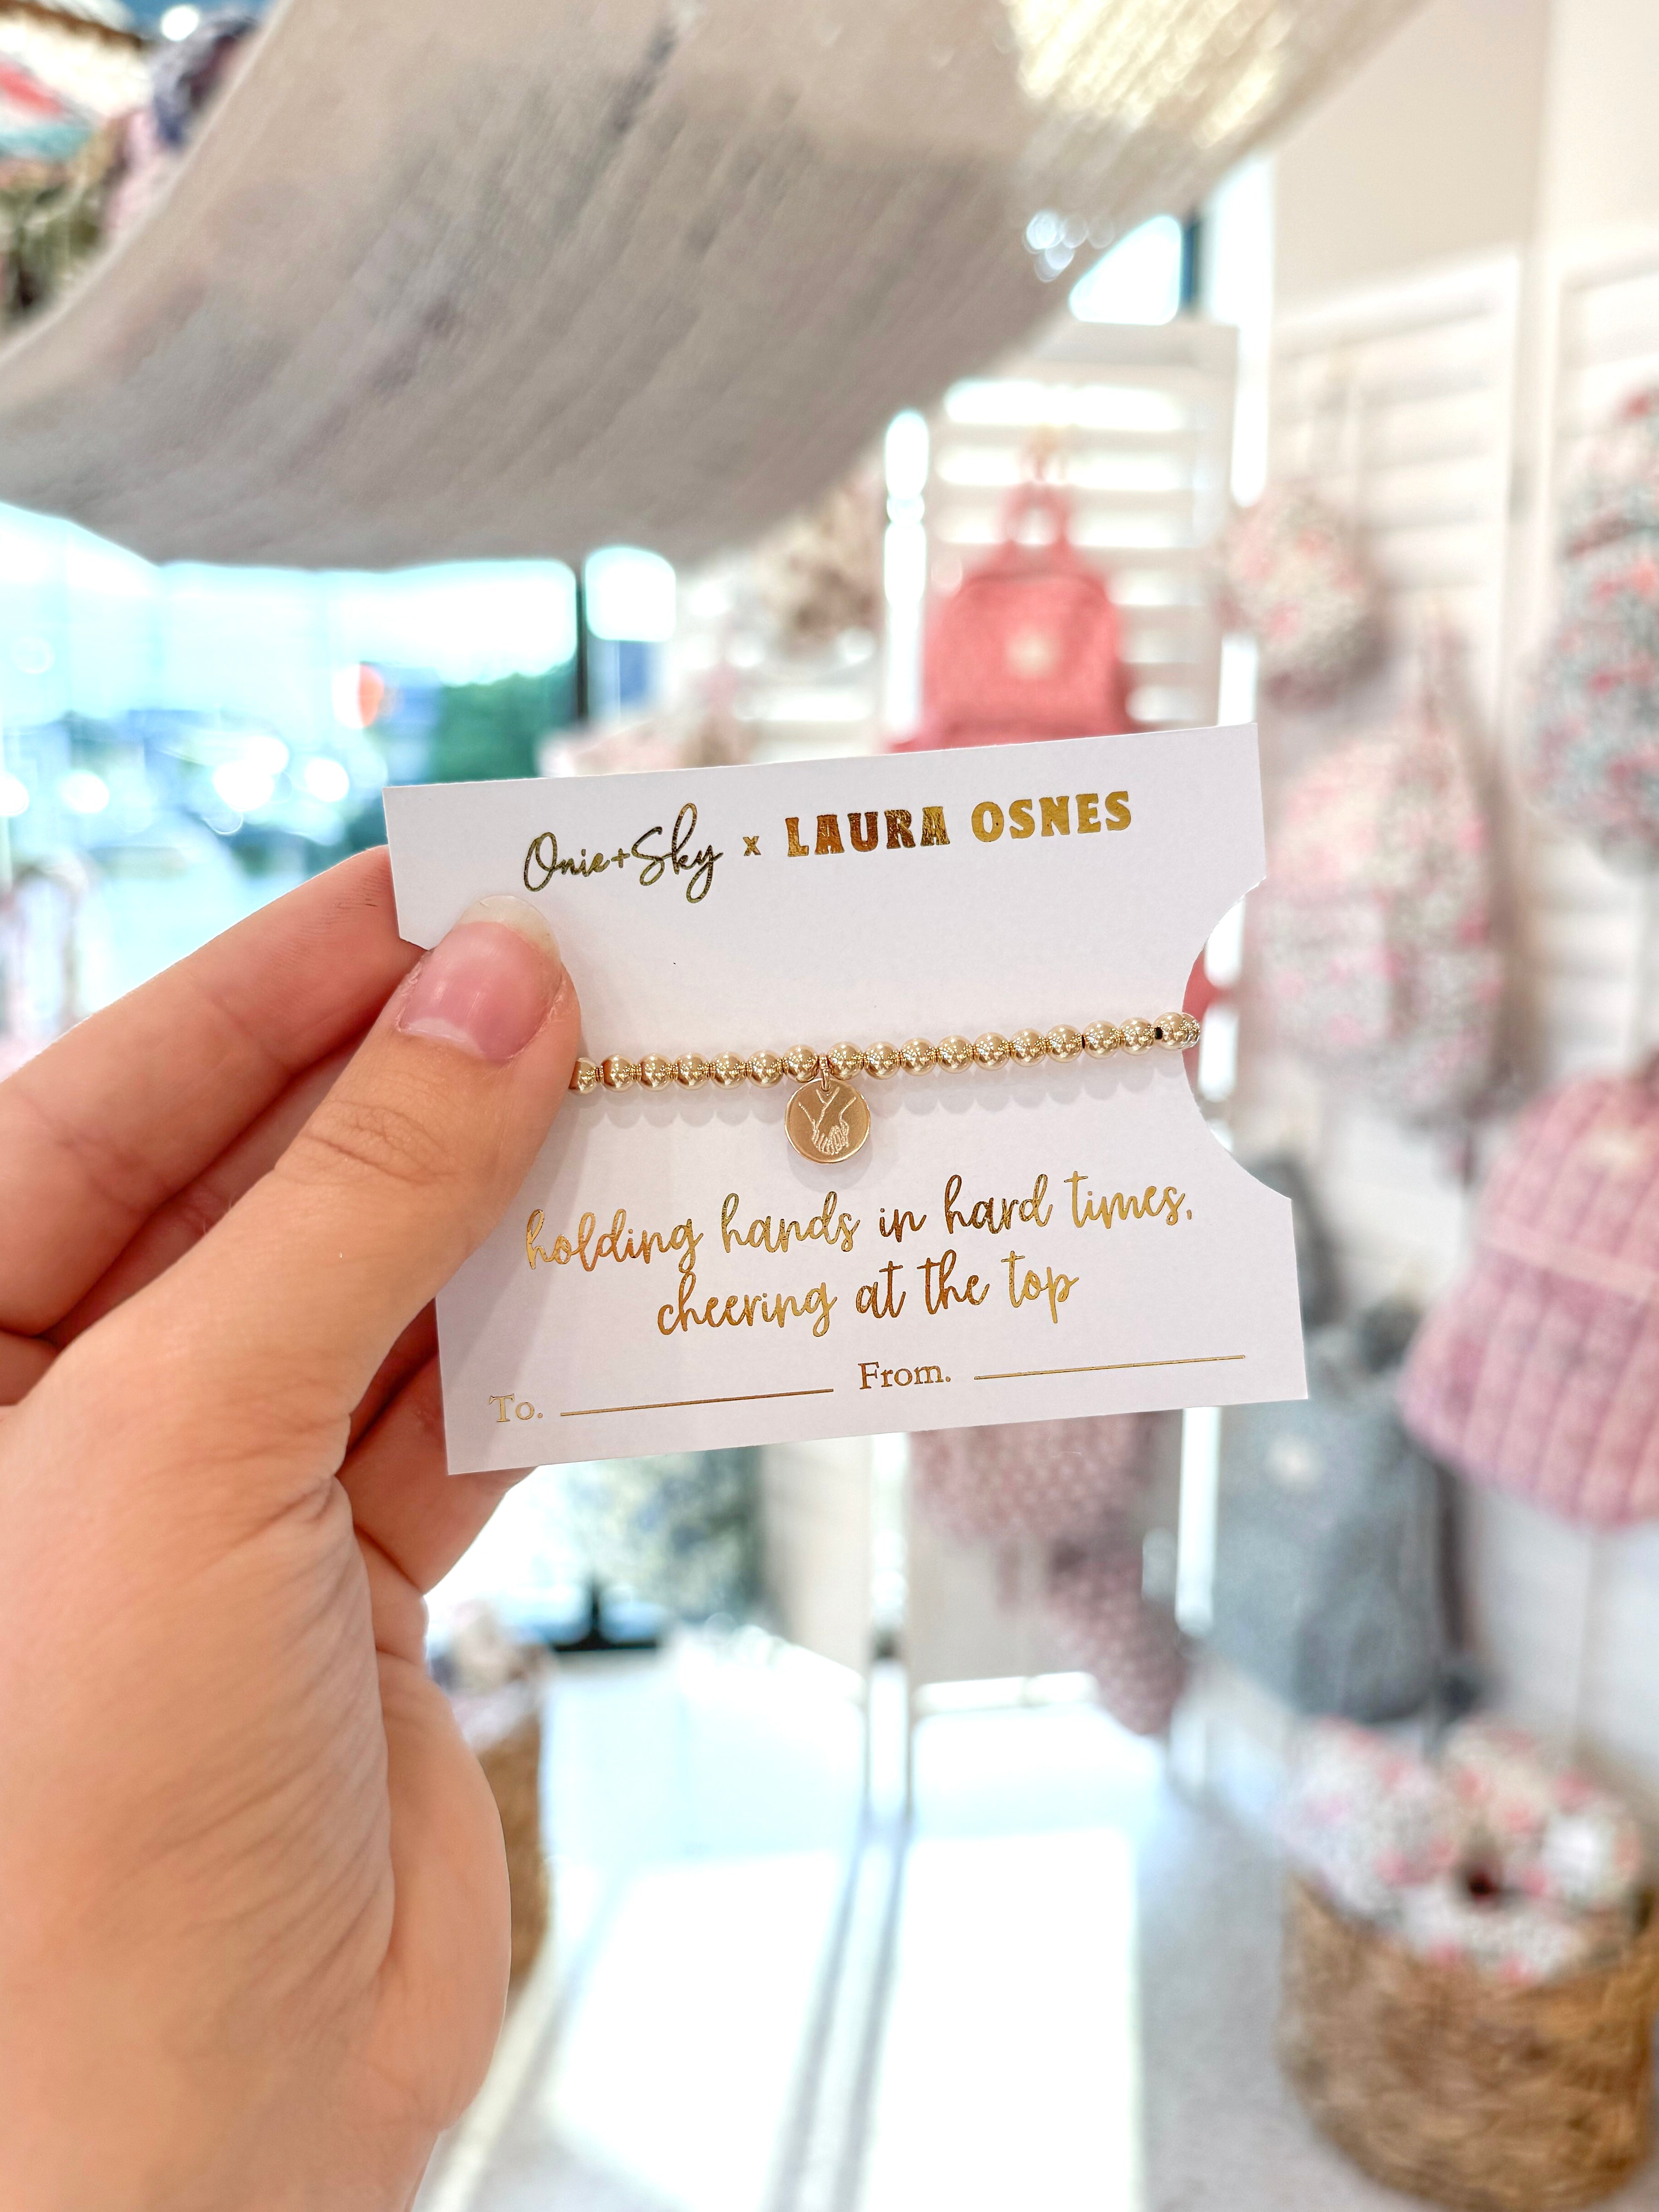 Onie+Sky x LAURA OSNES
holding hands in hard times,
cheering at the top
To. From.